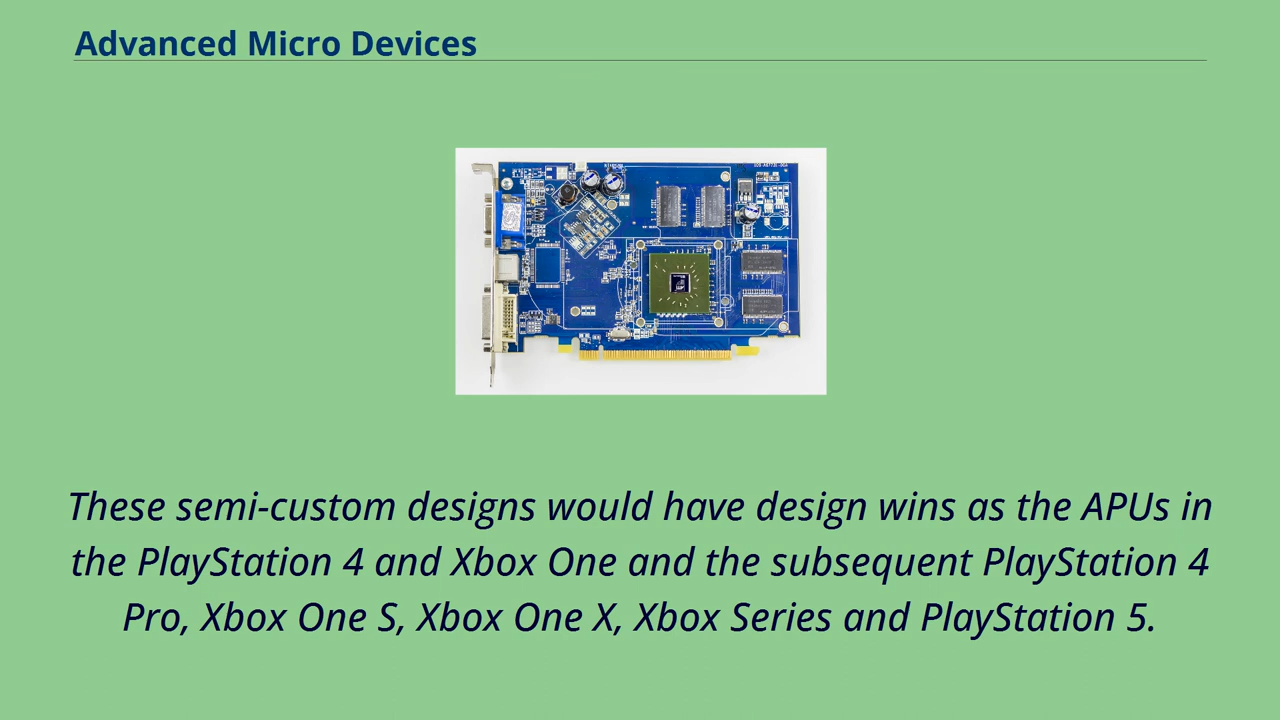 Advanced Micro Devices
These semi-custom designs would have design wins as the APUs in
the PlayStation 4 and Xbox One and the subsequent PlayStation 4
Pro, Xbox One S, Xbox One X, Xbox Series and PlayStation 5.